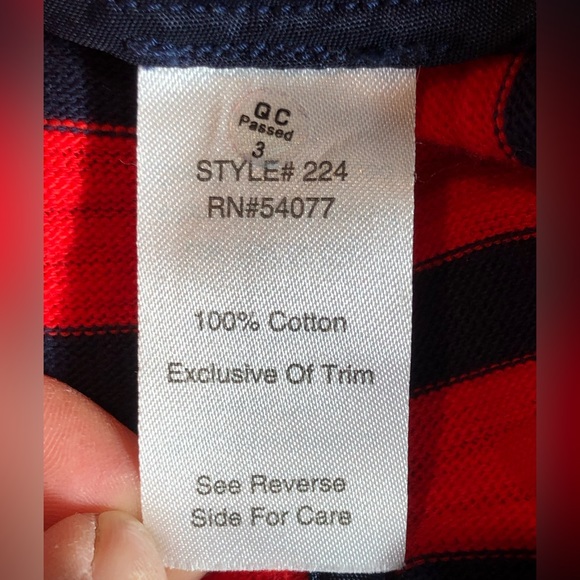 QC
Passed
3
STYLE# 224
RN#54077
100% Cotton
Exclusive Of Trim
See Reverse
Side For Care